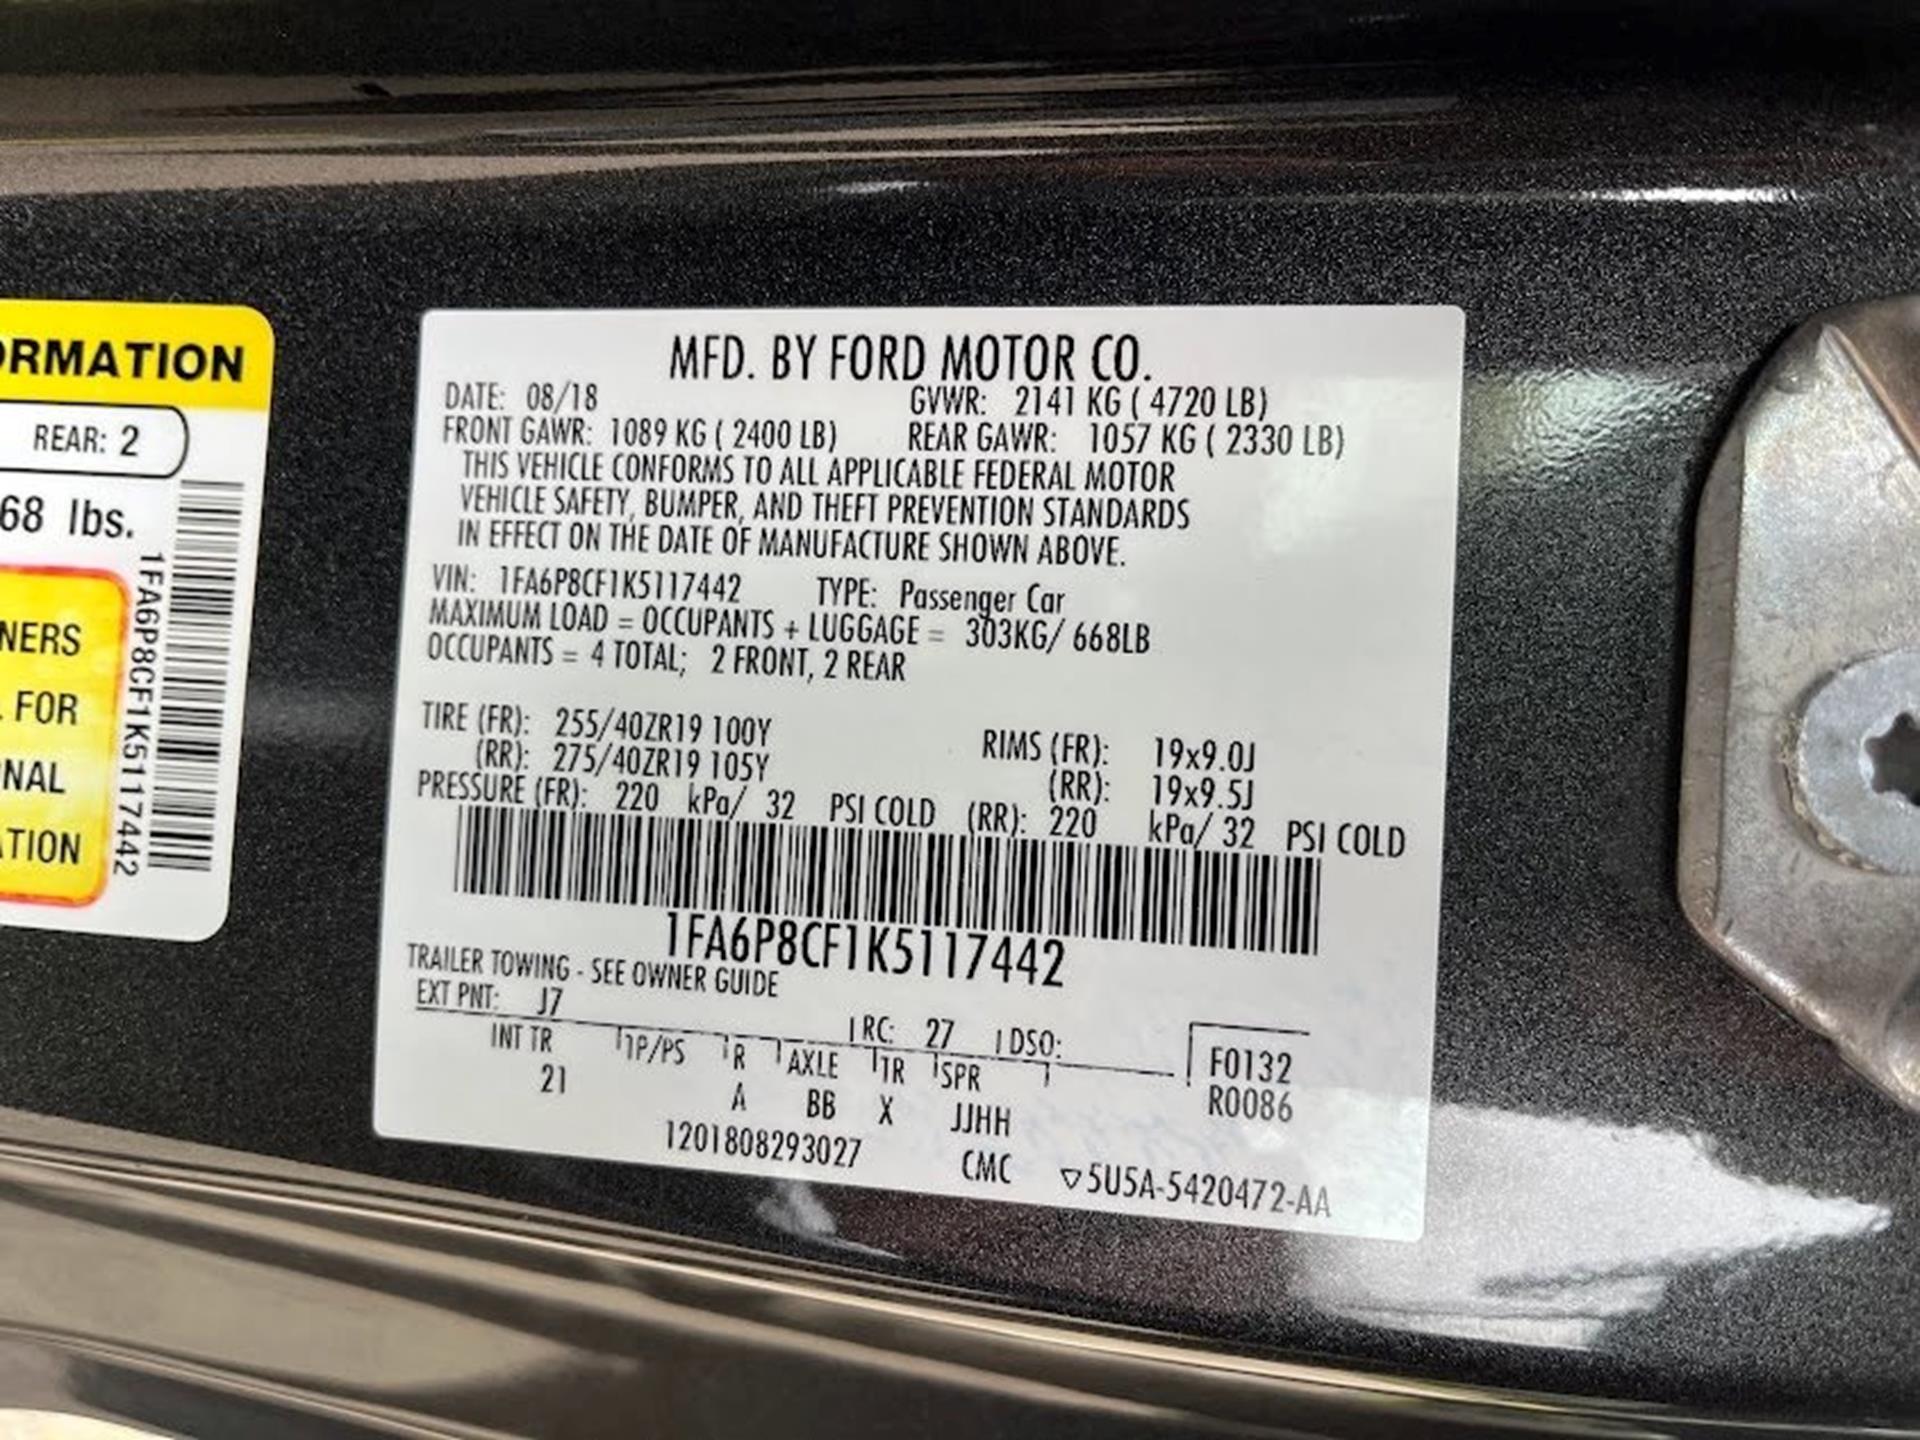 ORMATION
REAR: 2
68 lbs.
NERS
FOR
NAL
ATION
1FA6P8CF1K5117442
MFD. BY FORD MOTOR CO.
DATE: 08/18 GVWR: 2141 KG ( 4720 LB)
FRONT GAWR: 1089 KG ( 2400 LB) REAR GAWR: 1057 KG ( 2330 LB)
THIS VEHICLE CONFORMS TO ALL APPLICABLE FEDERAL MOTOR
VEHICLE SAFETY, BUMPER, AND THEFT PREVENTION STANDARDS
IN EFFECT ON THE DATE OF MANUFACTURE SHOWN ABOVE.
VIN: 1FA6P8CF1K5117442 TYPE: Passenger Car
MAXIMUM LOAD = OCCUPANTS + LUGGAGE = 303KG/ 668LB
OCCUPANTS = 4 TOTAL; 2 FRONT, 2 REAR
TIRE (FR): 255/40ZR19 100Y RIMS (FR): 19x9.0J
(RR): 275/40ZR19 105Y (RR): 19x9.5J
PRESSURE (FR): 220 kPa/ 32 PSI COLD (RR): 220 kPa/ 32 PSI COLD
1FA6P8CF1K5117442
TRAILER TOWING - SEE OWNER GUIDE
EXT PNT: J7 RC: 27 DSO: F0132
INT TR TP/PS R AXLE TR SPR R0086
21 A BB X JJHH
1201808293027 CMC ▽5U5A-5420472-AA